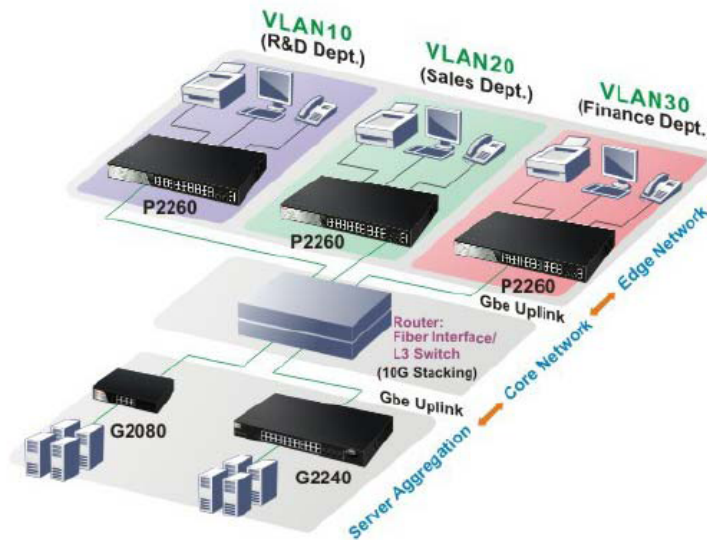 VLAN10
(R&D Dept.)
VLAN20
(Sales Dept.)
VLAN30
(Finance Dept.)
P2260
P2260
P2260
Gbe Uplink
Edge Network
Router:
Fiber Interface/
L3 Switch
(10G Stacking)
Core Network
Gbe Uplink
G2080
G2240
Server Aggregation